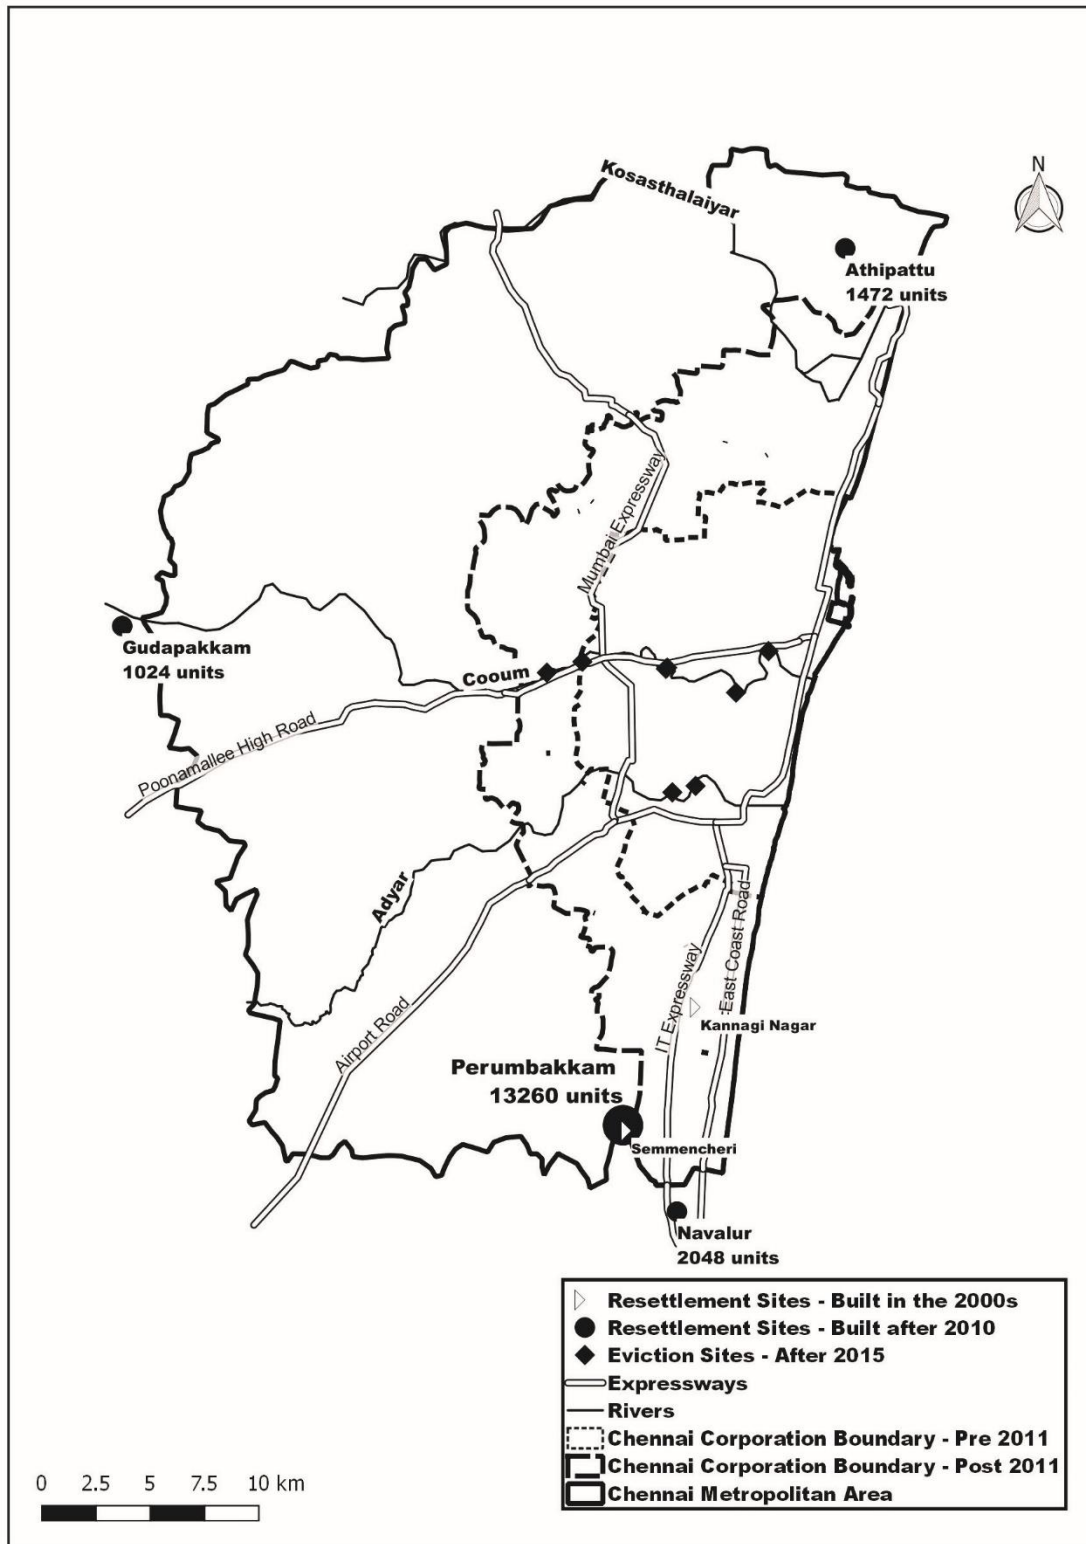 N
Kosasthalaiyar
Athipattu
1472 units
Mumbai Expressway
Gudapakkam
1024 units
Cooum
Poonamallee High Road
Adyar
Airport Road
IT Expressway
East Coast Road
Kannagi Nagar
Perumbakkam
13260 units
Semmencheri
Navalur
2048 units
Resettlement Sites - Built in the 2000s
Resettlement Sites - Built after 2010
Eviction Sites - After 2015
Expressways
Rivers
Chennai Corporation Boundary - Pre 2011
Chennai Corporation Boundary - Post 2011
Chennai Metropolitan Area
0 2.5 5 7.5 10 km